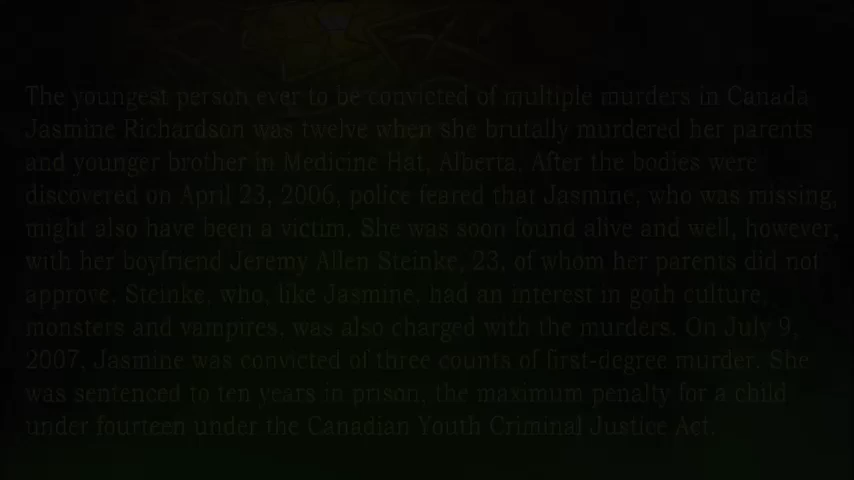 The youngest person ever to be convicted of multiple murders in Canada
Jasmine Richardson was twelve when she brutally murdered her parents
and younger brother in Medicine Hat, Alberta. After the bodies were
discovered on April 23, 2006, police feared that Jasmine, who was missing,
might also have been a victim. She was soon found alive and well, however,
with her boyfriend Jeremy Allen Steinke, 23, of whom her parents did not
approve. Steinke, who, like Jasmine, had an interest in goth culture,
monsters and vampires, was also charged with the murders. On July 9,
2007, Jasmine was convicted of three counts of first-degree murder. She
was sentenced to ten years in prison, the maximum penalty for a child
under fourteen under the Canadian Youth Criminal Justice Act.